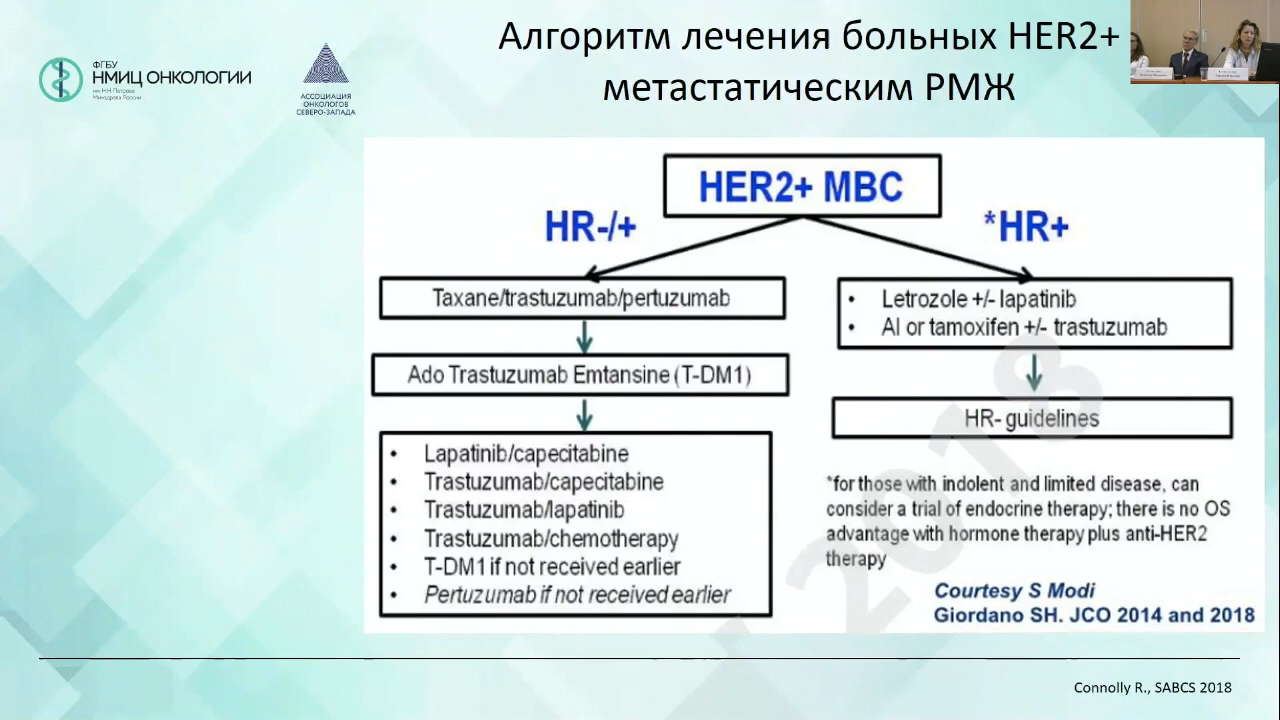 Алгоритм лечения больных HER2+
метастатическим РМЖ
ФГБУ
НМИЦ ОНКОЛОГИИ
им. Н.Н. Петрова
Минздрава России
АССОЦИАЦИЯ
ОНКОЛОГОВ
СЕВЕРО-ЗАПАДА
HER2+ MBC
HR-/+
*HR+
Taxane/trastuzumab/pertuzumab
Ado Trastuzumab Emtansine (T-DM1)
• Lapatinib/capecitabine
• Trastuzumab/capecitabine
• Trastuzumab/lapatinib
• Trastuzumab/chemotherapy
• T-DM1 if not received earlier
• Pertuzumab if not received earlier
• Letrozole +/- lapatinib
• AI or tamoxifen +/- trastuzumab
HR- guidelines
*for those with indolent and limited disease, can
consider a trial of endocrine therapy; there is no OS
advantage with hormone therapy plus anti-HER2
therapy
2018
Courtesy S Modi
Giordano SH. JCO 2014 and 2018
Connolly R., SABCS 2018